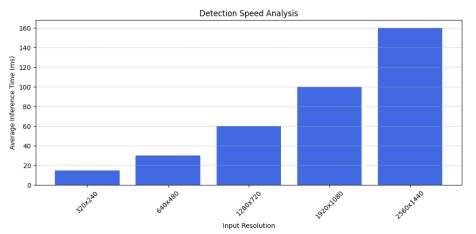 Detection Speed Analysis
Average Inference Time (ms)
160
140
120
100
80
60
40
20
0
320x240
640x480
1280x720
1920x1080
2560x1440
Input Resolution